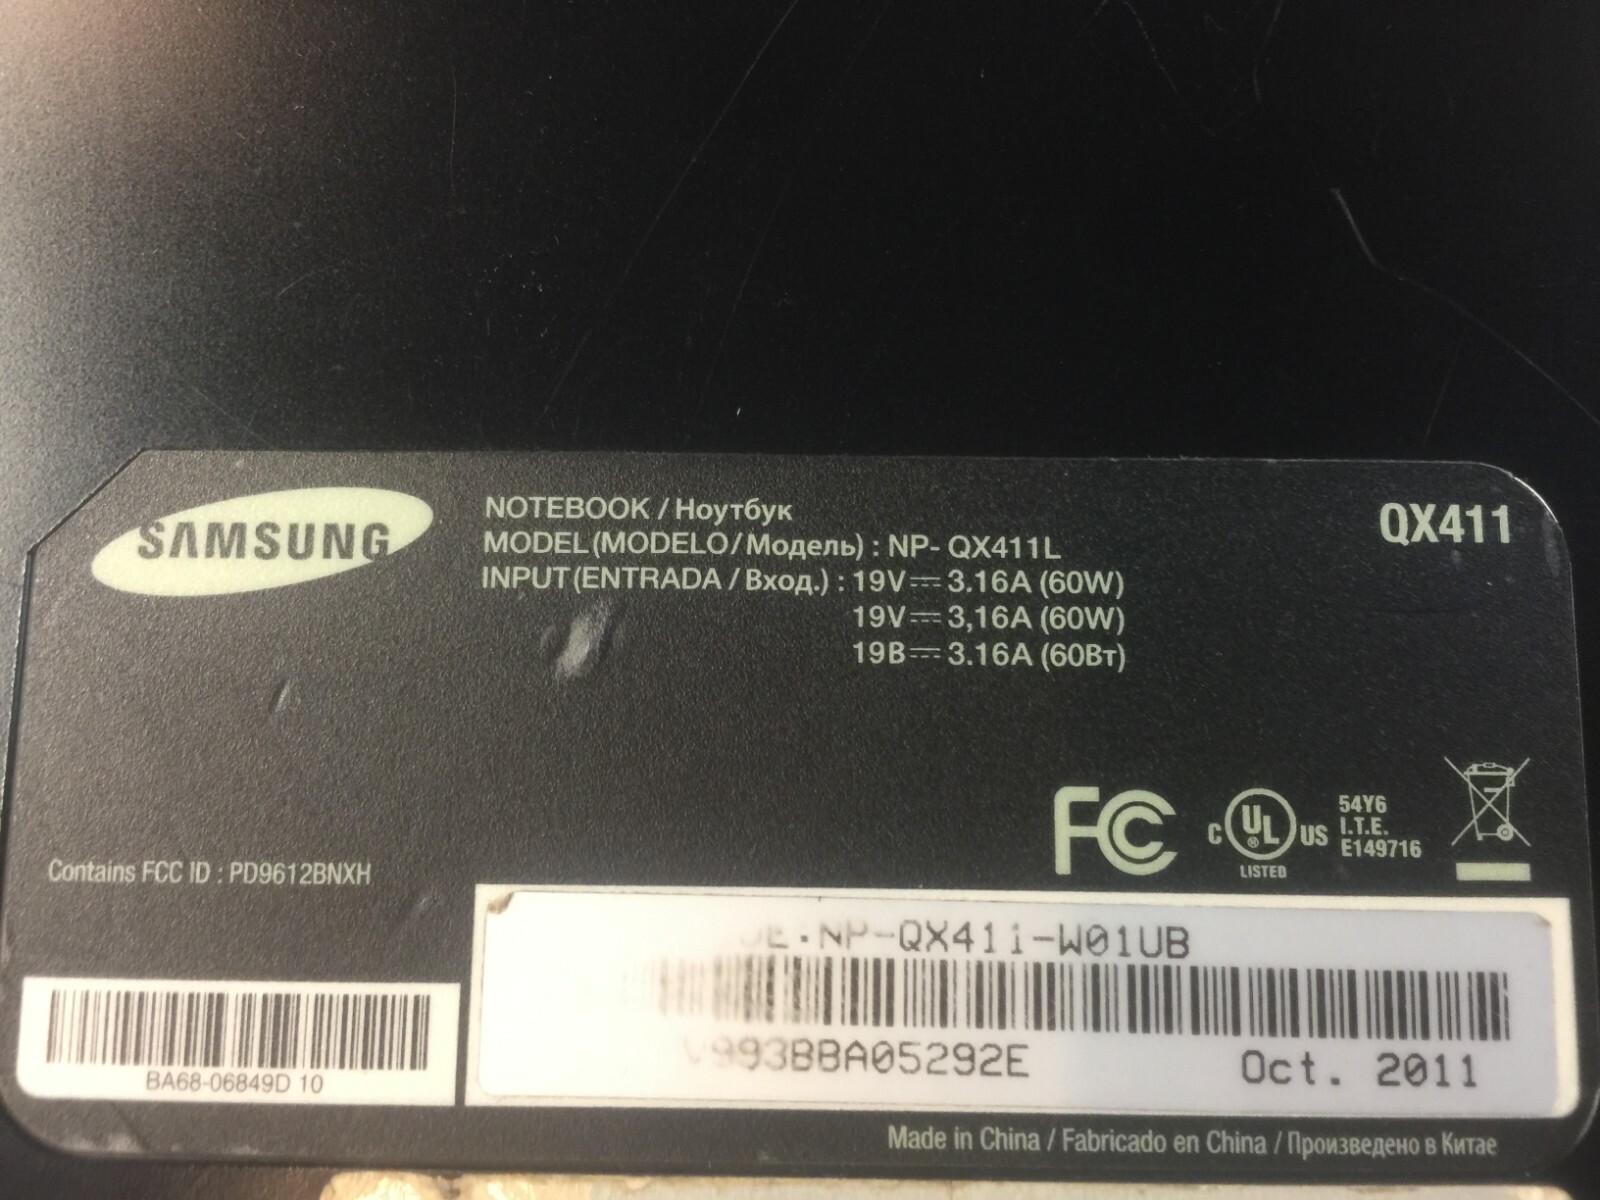 SAMSUNG
NOTEBOOK / Ноутбук
MODEL(MODELO/Модель) : NP- QX411L
INPUT(ENTRADA / Вход.) : 19V⎓ 3.16A (60W)
19V⎓ 3,16A (60W)
19В⎓ 3.16A (60Вт)
QX411
Contains FCC ID : PD9612BNXH
FC
C UL® US
LISTED
54Y6
I.T.E.
E149716
NP-QX411-W01UB
V993BBA05292E
Oct. 2011
BA68-06849D 10
Made in China / Fabricado en China / Произведено в Китае